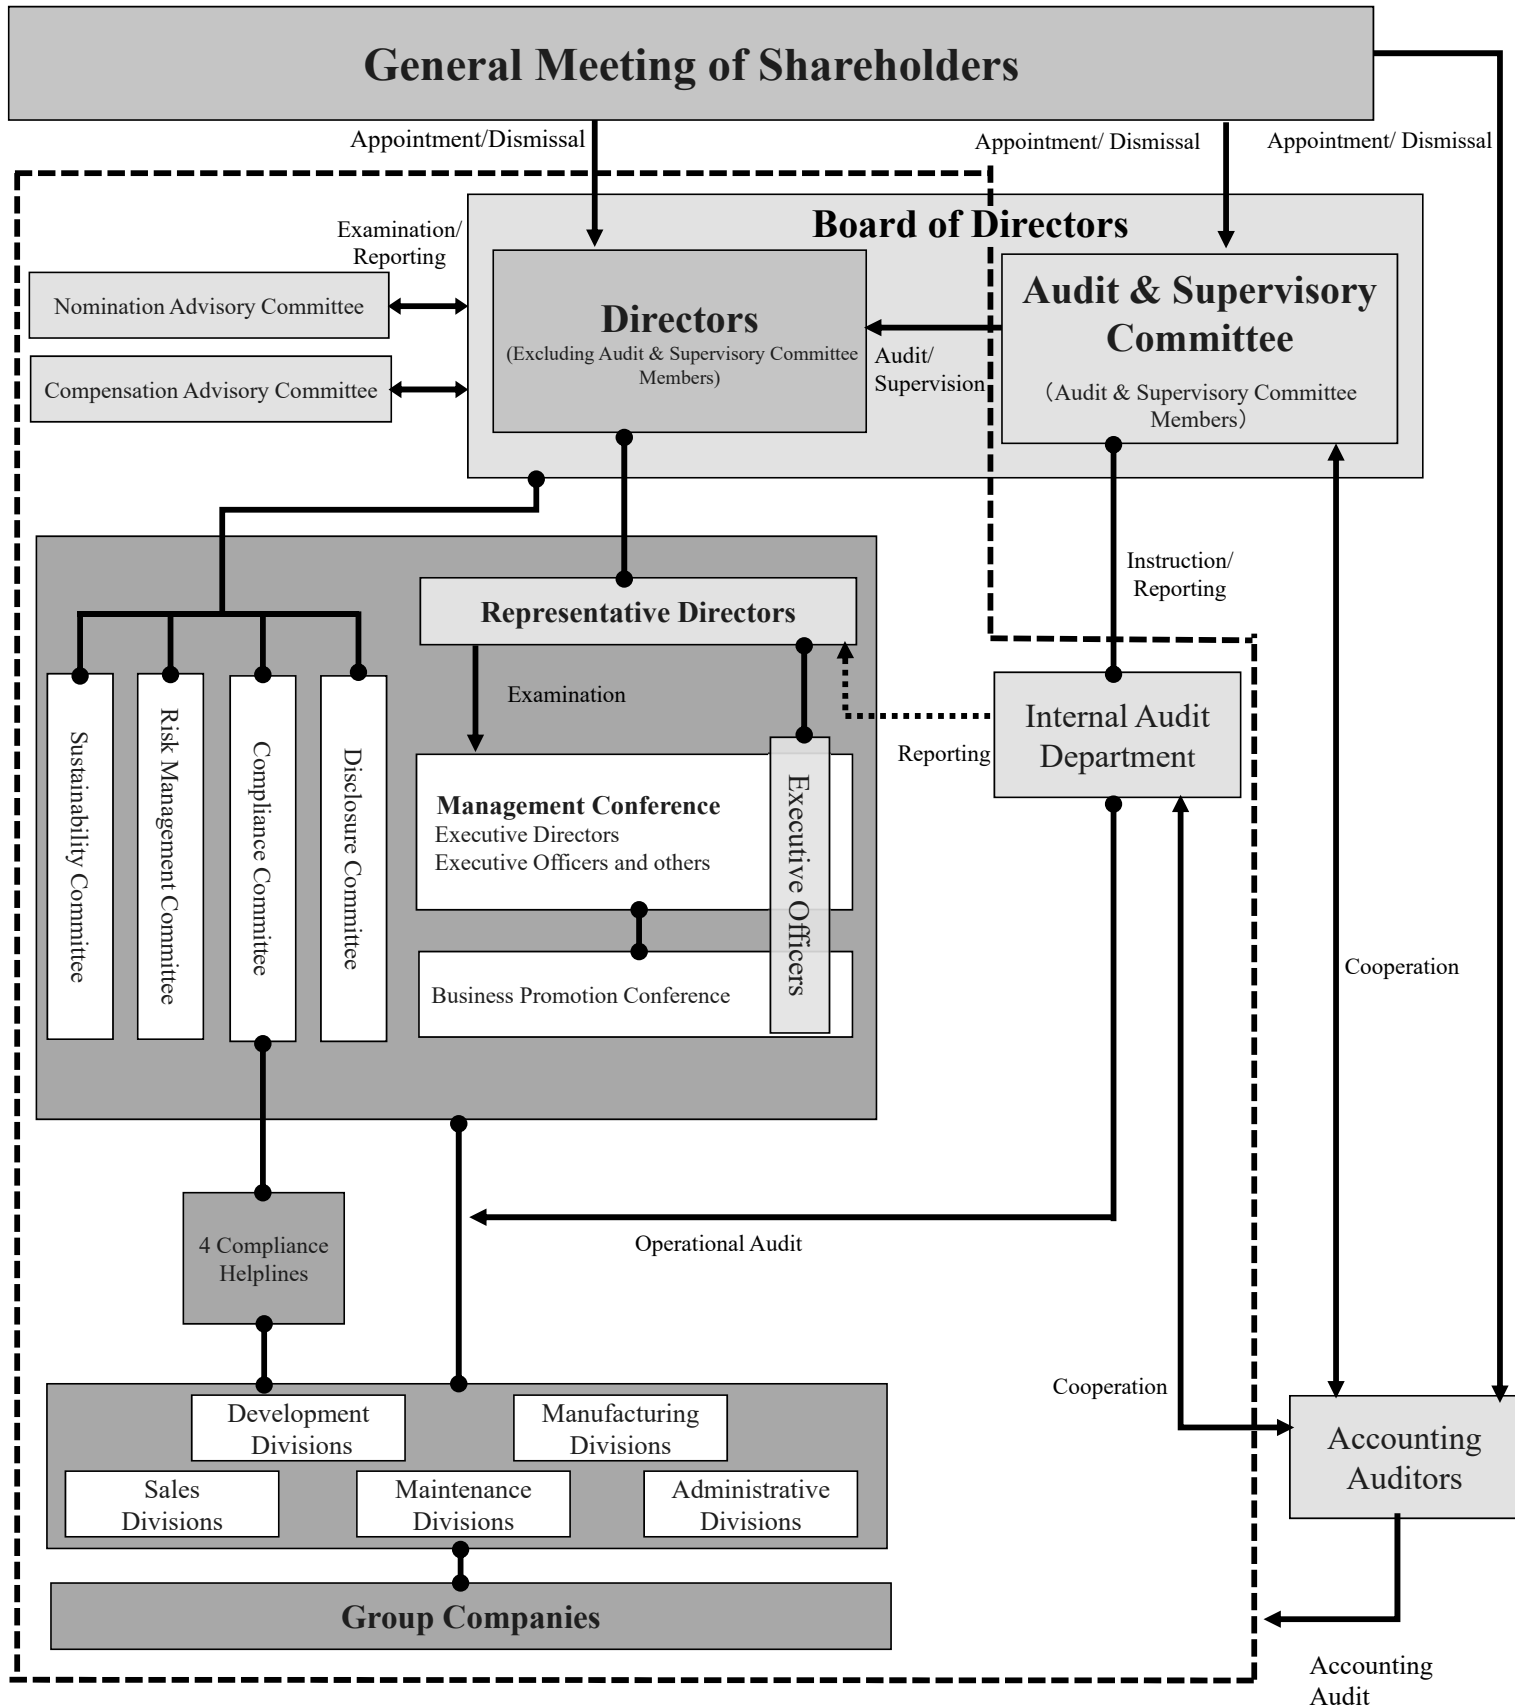 General Meeting of Shareholders
Appointment/Dismissal
Appointment/ Dismissal
Appointment/ Dismissal
Board of Directors
Examination/
Reporting
Nomination Advisory Committee
Compensation Advisory Committee
Directors
(Excluding Audit & Supervisory Committee
Members)
Audit/
Supervision
Audit & Supervisory
Committee
（Audit & Supervisory Committee
Members）
Instruction/
Reporting
Representative Directors
Examination
Reporting
Internal Audit
Department
Sustainability Committee
Risk Management Committee
Compliance Committee
Disclosure Committee
Management Conference
Executive Directors
Executive Officers and others
Executive Officers
Business Promotion Conference
Cooperation
4 Compliance
Helplines
Operational Audit
Cooperation
Development
Divisions
Manufacturing
Divisions
Sales
Divisions
Maintenance
Divisions
Administrative
Divisions
Accounting
Auditors
Group Companies
Accounting
Audit